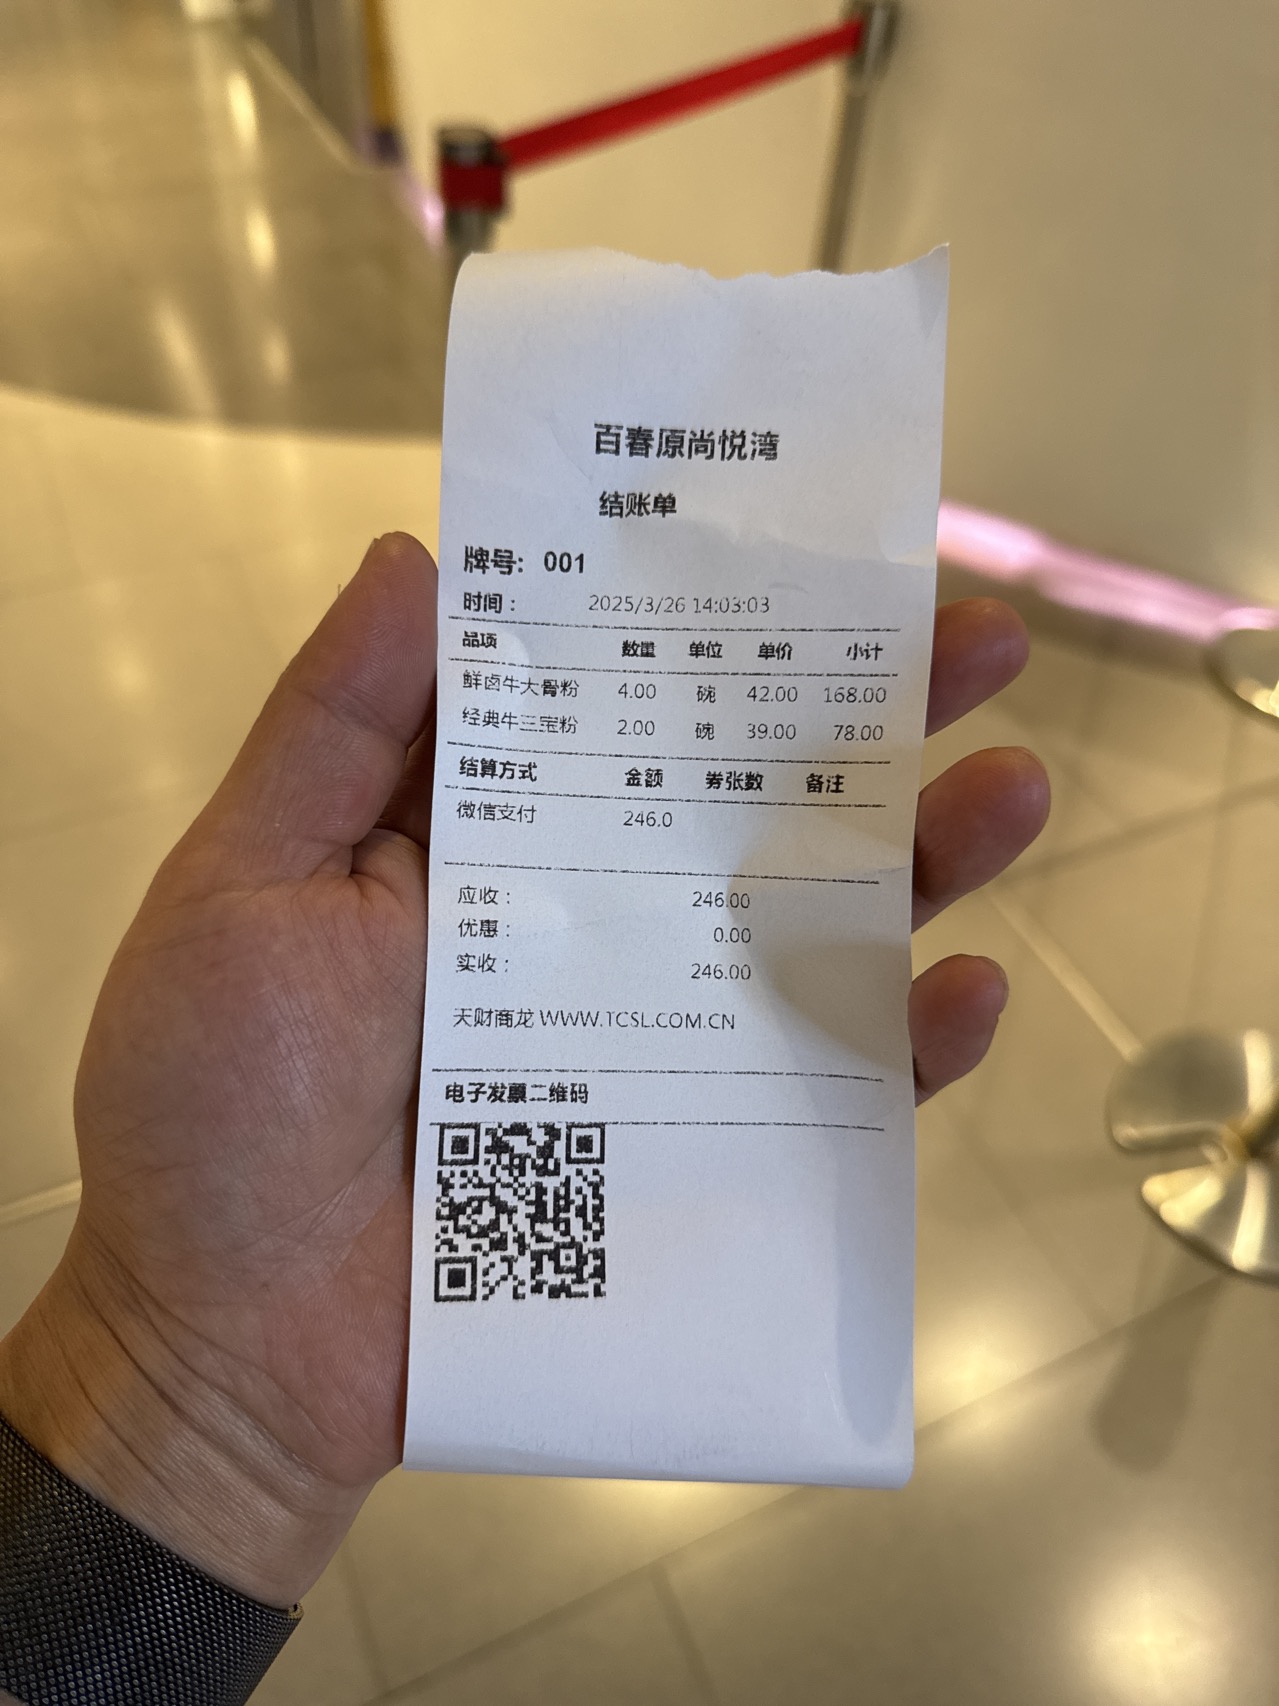 百春原尚悦湾
结账单
牌号: 001
时间: 2025/3/26 14:03:03
品项 数量 单位 单价 小计
鲜卤牛大骨粉 4.00 碗 42.00 168.00
经典牛三宝粉 2.00 碗 39.00 78.00
结算方式 金额 券张数 备注
微信支付 246.0
应收: 246.00
优惠: 0.00
实收: 246.00
天财商龙 WWW.TCSL.COM.CN
电子发票二维码